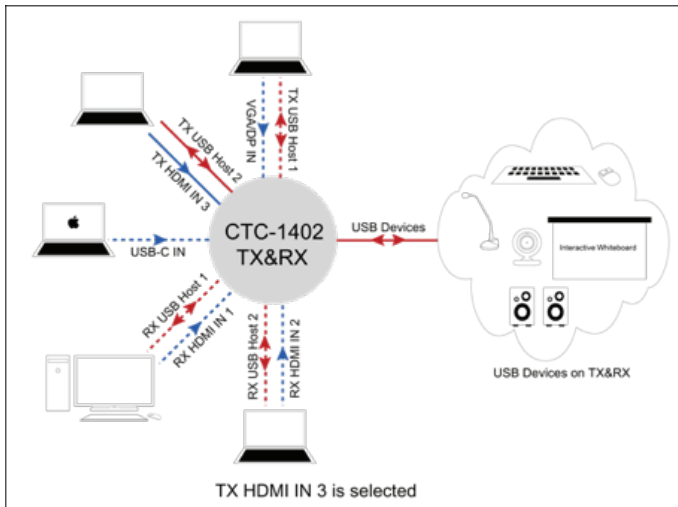 VGA/DP IN
TX USB Host 1
TX USB Host 2
TX HDMI IN 3
CTC-1402
TX&RX
USB Devices
USB-C IN
Interactive Whiteboard
RX USB Host 1
RX HDMI IN 1
RX USB Host 2
RX HDMI IN 2
USB Devices on TX&RX
TX HDMI IN 3 is selected